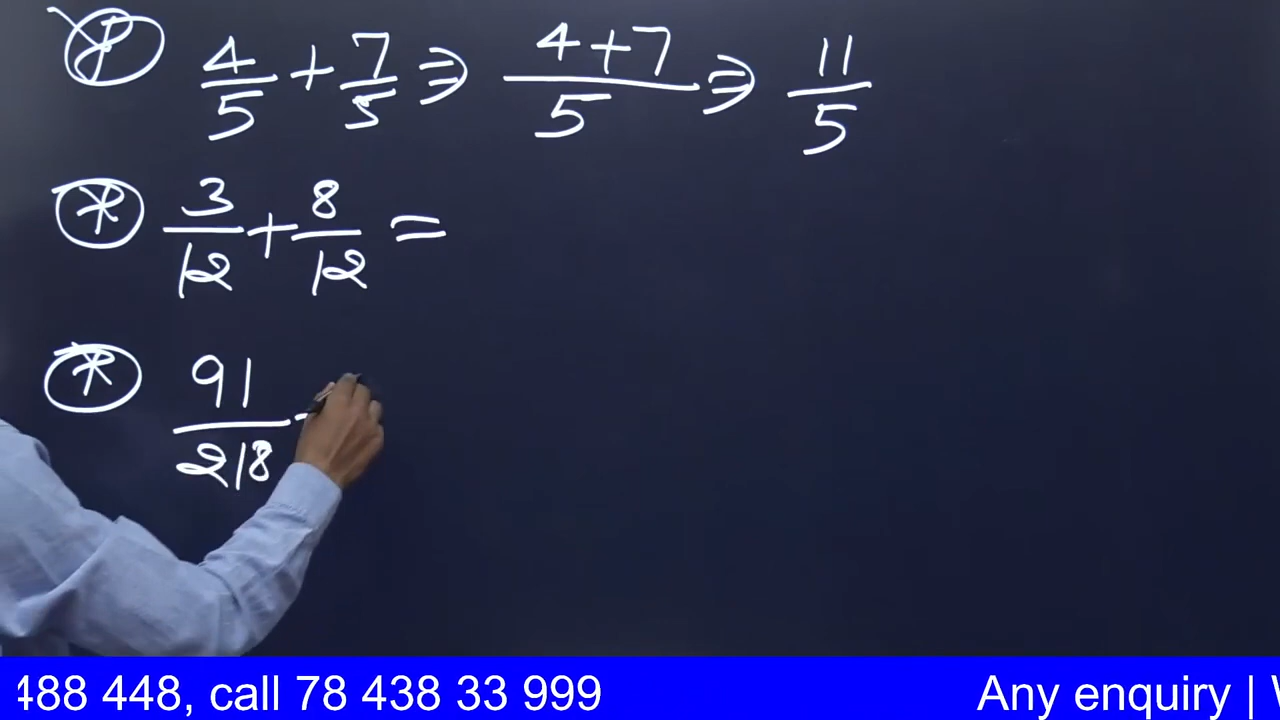 4/5 + 7/5 ⇛ 4+7/5 ⇛ 11/5
* 3/12 + 8/12 =
* 91/218 -
488 448, call 78 438 33 999 Any enquiry |